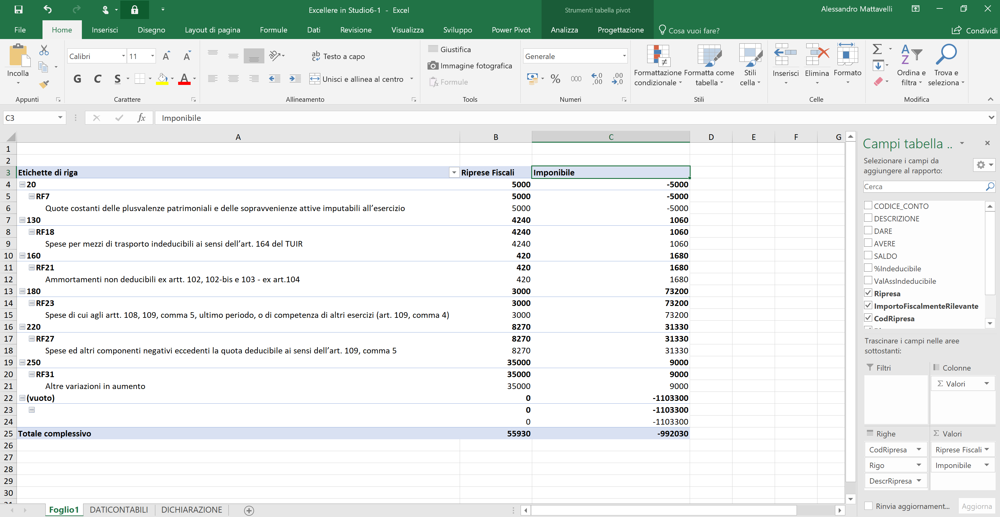 Excellere in Studio6-1 - Excel
Strumenti tabella pivot
Alessandro Mattavelli
File Home Inserisci Disegno Layout di pagina Formule Dati Revisione Visualizza Sviluppo Power Pivot Analizza Progettazione Cosa vuoi fare? Condividi
Incolla
Appunti
Calibri 11
G C S
Carattere
Testo a capo
Unisci e allinea al centro
Allineamento
Giustifica
Immagine fotografica
Formule
Tools
Generale
% 000 ,0 ,00 ,00 ,0
Numeri
Formattazione condizionale
Formatta come tabella
Stili cella
Stili
Inserisci Elimina Formato
Celle
Ordina e filtra
Trova e seleziona
Modifica
C3 fx Imponibile
A B C D E F G
1
2
3 Etichette di riga Riprese Fiscali Imponibile
4 20 5000 -5000
5 RF7 5000 -5000
6 Quote costanti delle plusvalenze patrimoniali e delle sopravvenienze attive imputabili all’esercizio 5000 -5000
7 130 4240 1060
8 RF18 4240 1060
9 Spese per mezzi di trasporto indeducibili ai sensi dell’art. 164 del TUIR 4240 1060
10 160 420 1680
11 RF21 420 1680
12 Ammortamenti non deducibili ex artt. 102, 102-bis e 103 - ex art.104 420 1680
13 180 3000 73200
14 RF23 3000 73200
15 Spese di cui agli artt. 108, 109, comma 5, ultimo periodo, o di competenza di altri esercizi (art. 109, comma 4) 3000 73200
16 220 8270 31330
17 RF27 8270 31330
18 Spese ed altri componenti negativi eccedenti la quota deducibile ai sensi dell’art. 109, comma 5 8270 31330
19 250 35000 9000
20 RF31 35000 9000
21 Altre variazioni in aumento 35000 9000
22 (vuoto) 0 -1103300
23 0 -1103300
24 0 -1103300
25 Totale complessivo 55930 -992030
26
27
28
29
30
Foglio1 DATICONTABILI DICHIARAZIONE
Campi tabella ..
Selezionare i campi da
aggiungere al rapporto:
Cerca
CODICE_CONTO
DESCRIZIONE
DARE
AVERE
SALDO
%Indeducibile
ValAssIndeducibile
Ripresa
ImportoFiscalmenteRilevante
CodRipresa
Trascinare i campi nelle aree
sottostanti:
Filtri Colonne
Σ Valori
Righe Σ Valori
CodRipresa Riprese Fiscali
Rigo Imponibile
DescrRipresa
Rinvia aggiornament... Aggiorna